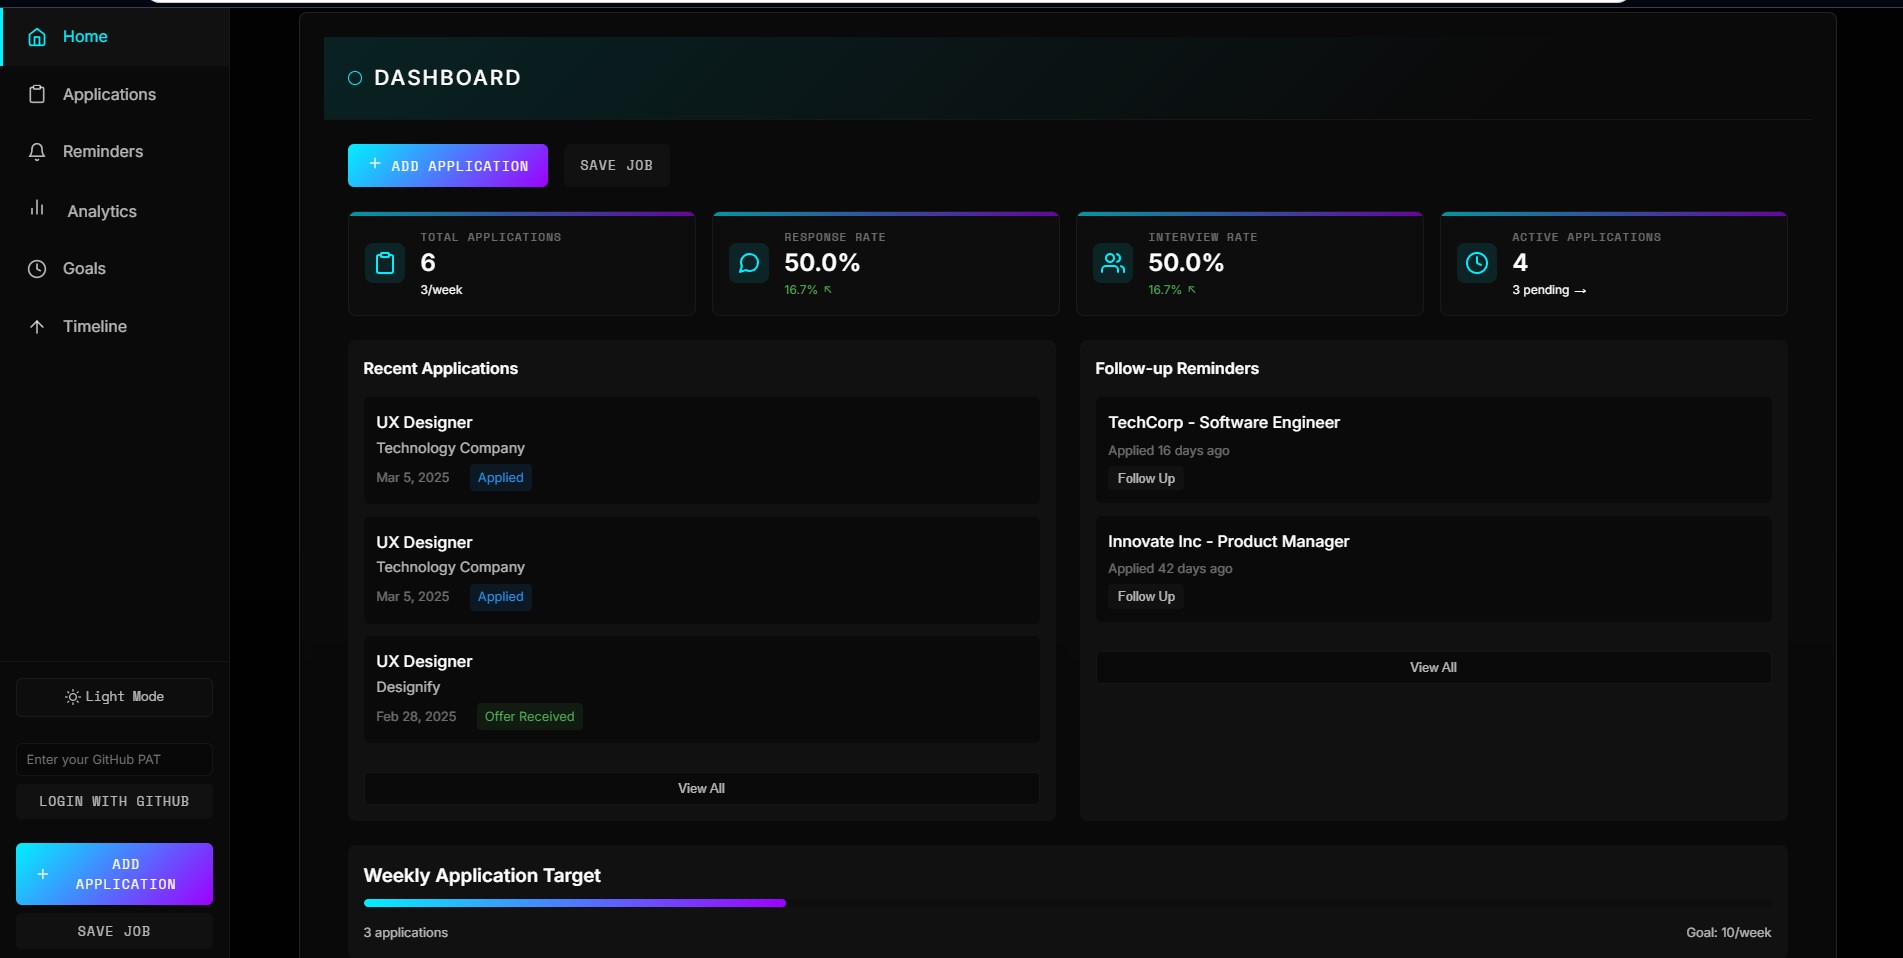 Home
Applications
Reminders
Analytics
Goals
Timeline
Light Mode
Enter your GitHub PAT
LOGIN WITH GITHUB
+ ADD
APPLICATION
SAVE JOB
DASHBOARD
+ ADD APPLICATION
SAVE JOB
TOTAL APPLICATIONS
6
3/week
RESPONSE RATE
50.0%
16.7% ↖
INTERVIEW RATE
50.0%
16.7% ↖
ACTIVE APPLICATIONS
4
3 pending →
Recent Applications
UX Designer
Technology Company
Mar 5, 2025 Applied
UX Designer
Technology Company
Mar 5, 2025 Applied
UX Designer
Designify
Feb 28, 2025 Offer Received
View All
Follow-up Reminders
TechCorp - Software Engineer
Applied 16 days ago
Follow Up
Innovate Inc - Product Manager
Applied 42 days ago
Follow Up
View All
Weekly Application Target
3 applications
Goal: 10/week